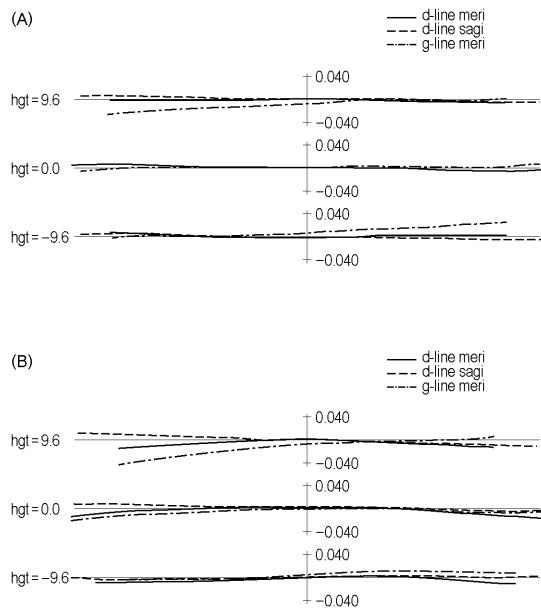 (A)
d-line meri
d-line sagi
g-line meri
0.040
hgt = 9.6
−0.040
0.040
hgt = 0.0
−0.040
0.040
hgt = −9.6
−0.040
(B)
d-line meri
d-line sagi
g-line meri
0.040
hgt = 9.6
−0.040
0.040
hgt = 0.0
−0.040
0.040
hgt = −9.6
−0.040